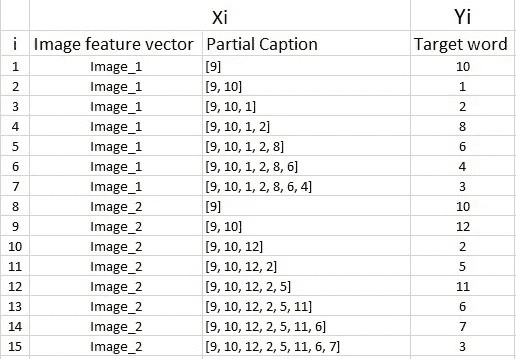 Xi Yi
i Image feature vector Partial Caption Target word
1 Image_1 [9] 10
2 Image_1 [9, 10] 1
3 Image_1 [9, 10, 1] 2
4 Image_1 [9, 10, 1, 2] 8
5 Image_1 [9, 10, 1, 2, 8] 6
6 Image_1 [9, 10, 1, 2, 8, 6] 4
7 Image_1 [9, 10, 1, 2, 8, 6, 4] 3
8 Image_2 [9] 10
9 Image_2 [9, 10] 12
10 Image_2 [9, 10, 12] 2
11 Image_2 [9, 10, 12, 2] 5
12 Image_2 [9, 10, 12, 2, 5] 11
13 Image_2 [9, 10, 12, 2, 5, 11] 6
14 Image_2 [9, 10, 12, 2, 5, 11, 6] 7
15 Image_2 [9, 10, 12, 2, 5, 11, 6, 7] 3